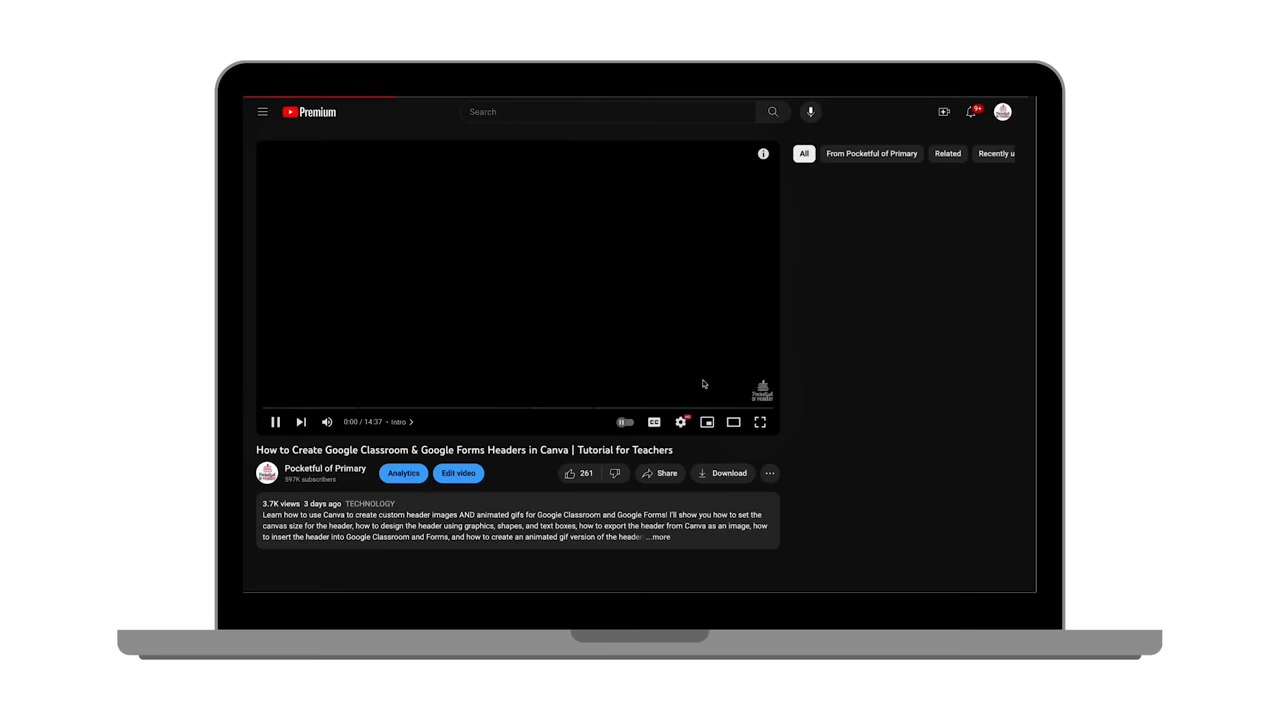 Premium
Search
9+
All
From Pocketful of Primary
Related
Recently u
0:00 / 14:37 • Intro
CC
HD
How to Create Google Classroom & Google Forms Headers in Canva | Tutorial for Teachers
Pocketful of Primary
597K subscribers
Analytics
Edit video
261
Share
Download
3.7K views 3 days ago TECHNOLOGY
Learn how to use Canva to create custom header images AND animated gifs for Google Classroom and Google Forms! I'll show you how to set the
canvas size for the header, how to design the header using graphics, shapes, and text boxes, how to export the header from Canva as an image, how
to insert the header into Google Classroom and Forms, and how to create an animated gif version of the header ...more